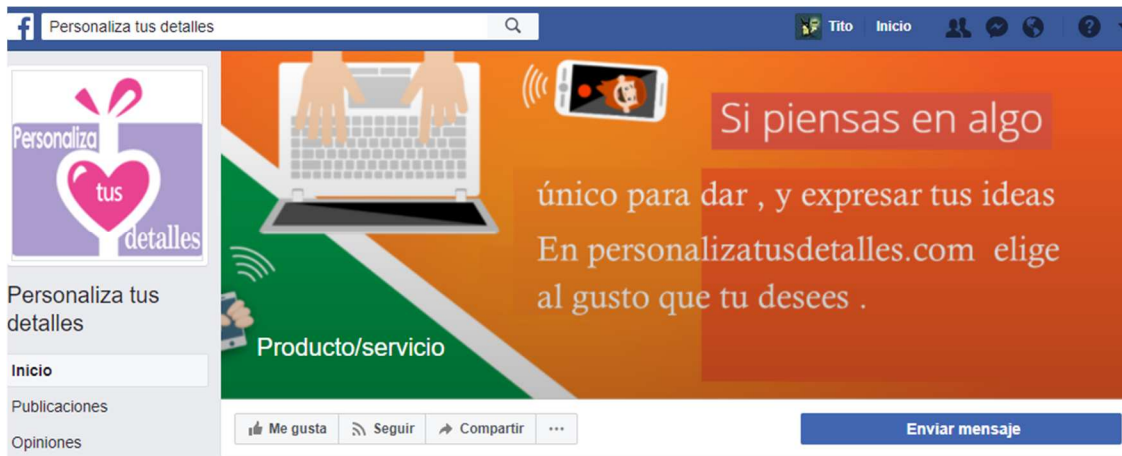 Personaliza tus detalles
Tito Inicio
Personaliza
tus
detalles
Si piensas en algo
único para dar , y expresar tus ideas
En personalizatusdetalles.com elige
al gusto que tu desees .
Producto/servicio
Personaliza tus
detalles
Inicio
Publicaciones
Opiniones
Me gusta Seguir Compartir ...
Enviar mensaje